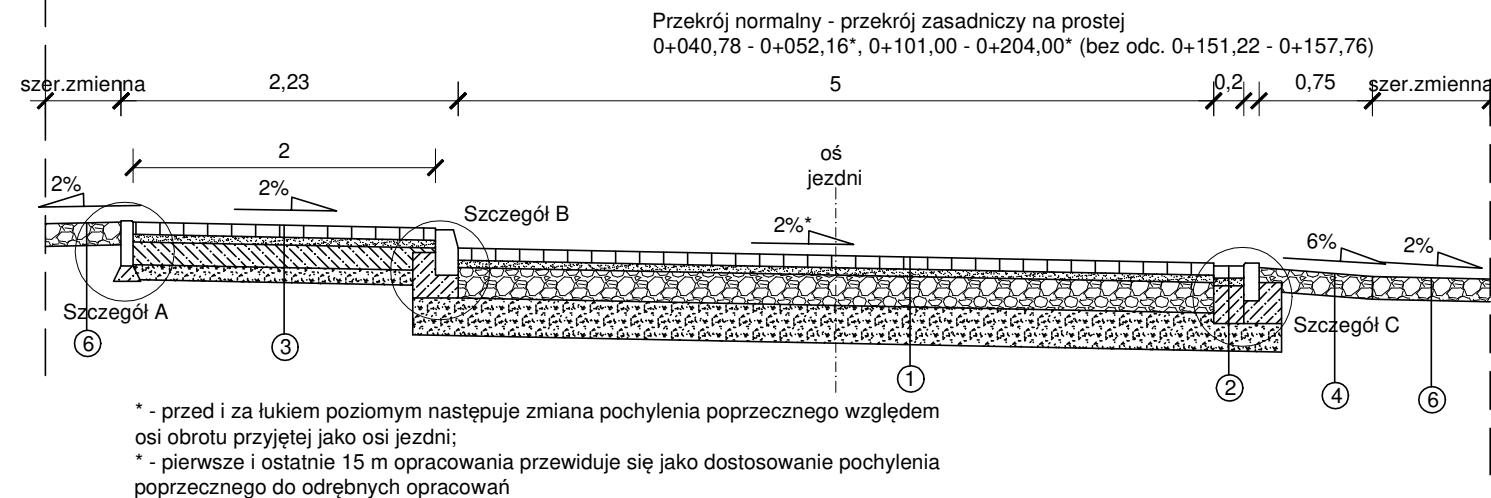 Przekrój normalny - przekrój zasadniczy na prostej
0+040,78 - 0+052,16*, 0+101,00 - 0+204,00* (bez odc. 0+151,22 - 0+157,76)
szer.zmienna
2,23
5
0,2
0,75
szer.zmienna
2
oś
jezdni
2%
2%
Szczegół B
2%*
6%
2%
Szczegół A
Szczegół C
6
3
1
2
4
6
* - przed i za łukiem poziomym następuje zmiana pochylenia poprzecznego względem
osi obrotu przyjętej jako osi jezdni;
* - pierwsze i ostatnie 15 m opracowania przewiduje się jako dostosowanie pochylenia
poprzecznego do odrębnych opracowań